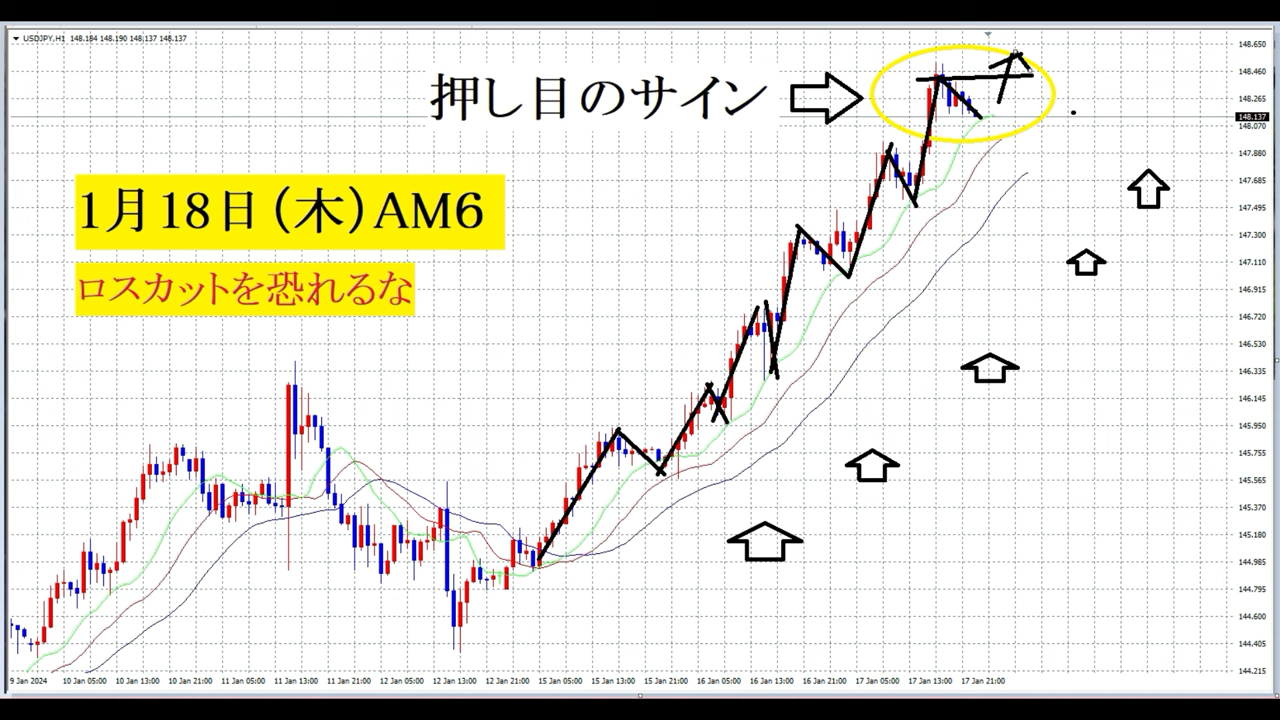 USDJPY,H1 148.184 148.190 148.137 148.137
押し目のサイン
1月18日（木）AM6
ロスカットを恐れるな
148.650
148.460
148.265
148.137
148.070
147.880
147.685
147.495
147.300
147.110
146.915
146.720
146.530
146.335
146.145
145.950
145.755
145.565
145.370
145.180
144.985
144.795
144.600
144.405
144.215
9 Jan 2024
10 Jan 05:00
10 Jan 13:00
10 Jan 21:00
11 Jan 05:00
11 Jan 13:00
11 Jan 21:00
12 Jan 05:00
12 Jan 13:00
12 Jan 21:00
15 Jan 05:00
15 Jan 13:00
15 Jan 21:00
16 Jan 05:00
16 Jan 13:00
16 Jan 21:00
17 Jan 05:00
17 Jan 13:00
17 Jan 21:00